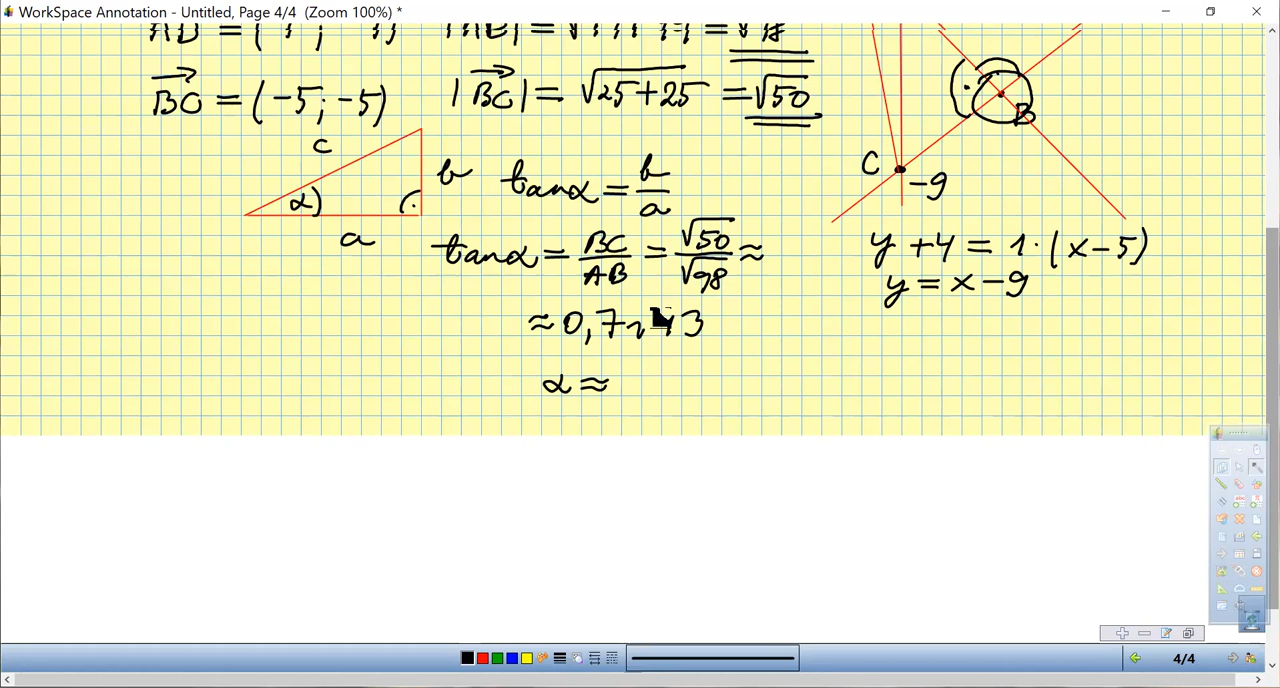 WorkSpace Annotation - Untitled, Page 4/4 (Zoom 100%) *
BC = (-5; -5) |BC| = √25+25 = √50
B
c
b tanα = b/a
α
a
C
-9
tanα = BC/AB = √50/√98 ≈
≈ 0,7
α ≈
y + 4 = 1·(x - 5)
y = x - 9
4/4